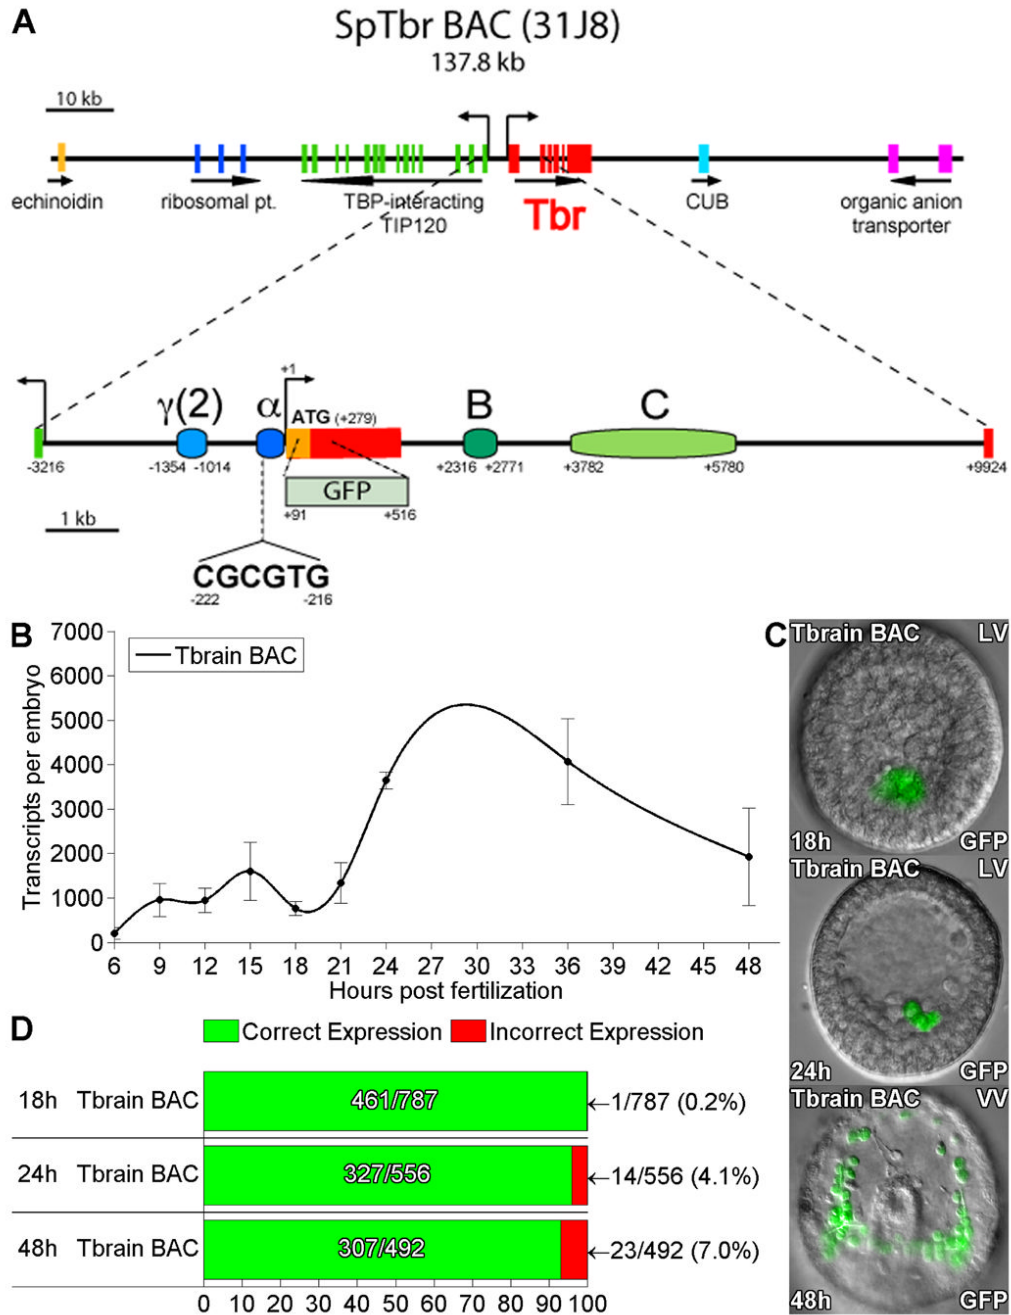 A
SpTbr BAC (31J8)
137.8 kb
10 kb
echinoidin
ribosomal pt.
TBP-interacting
TIP120
Tbr
CUB
organic anion
transporter
γ(2)
α
+1
ATG (+279)
B
C
-3216
-1354 -1014
+2316 +2771
+3782
+5780
+9924
GFP
+91
+516
1 kb
CGCGTG
-222
-216
B
Tbrain BAC
Transcripts per embryo
7000
6000
5000
4000
3000
2000
1000
0
6 9 12 15 18 21 24 27 30 33 36 39 42 45 48
Hours post fertilization
C
Tbrain BAC LV
18h GFP
Tbrain BAC LV
24h GFP
Tbrain BAC VV
48h GFP
D
Correct Expression Incorrect Expression
18h Tbrain BAC 461/787 ←1/787 (0.2%)
24h Tbrain BAC 327/556 ←14/556 (4.1%)
48h Tbrain BAC 307/492 ←23/492 (7.0%)
0 10 20 30 40 50 60 70 80 90 100